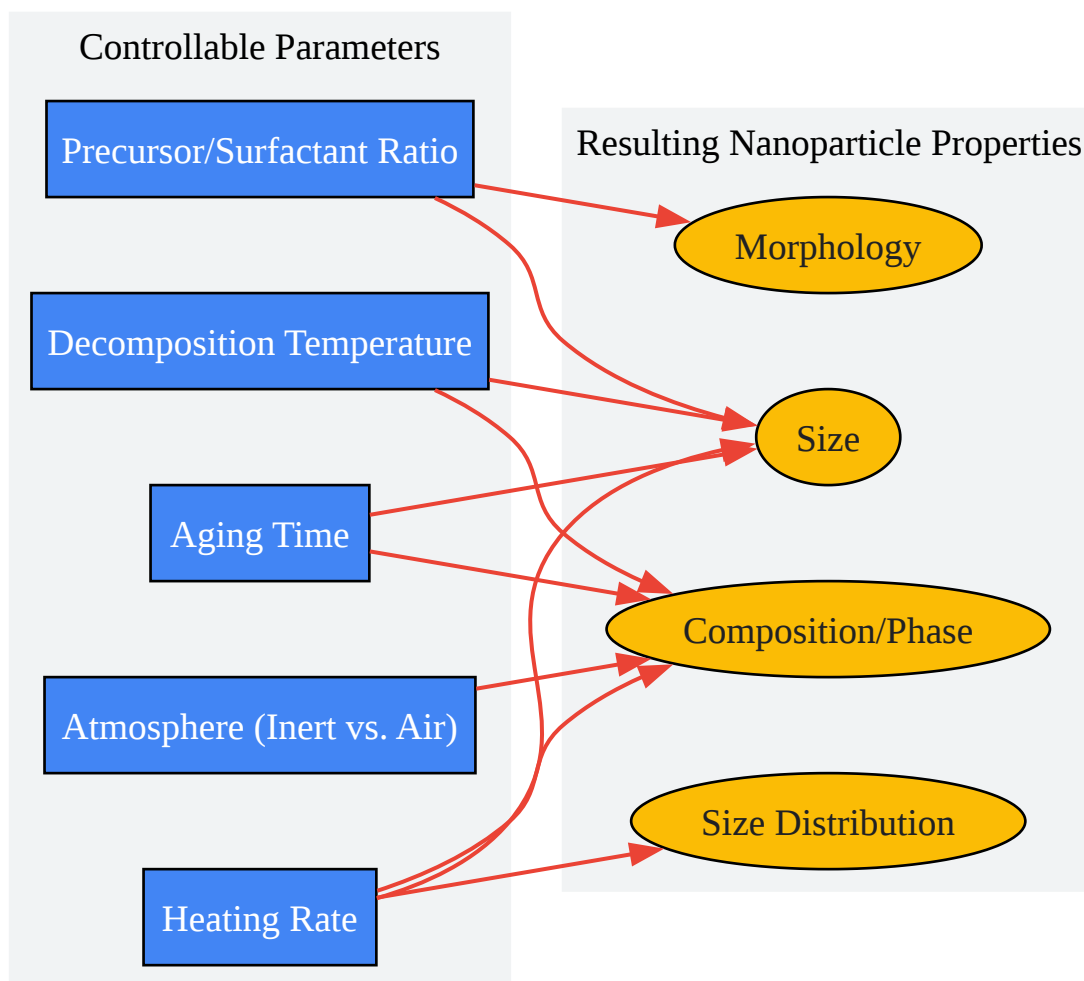 Controllable Parameters
Precursor/Surfactant Ratio
Decomposition Temperature
Aging Time
Atmosphere (Inert vs. Air)
Heating Rate
Resulting Nanoparticle Properties
Morphology
Size
Composition/Phase
Size Distribution